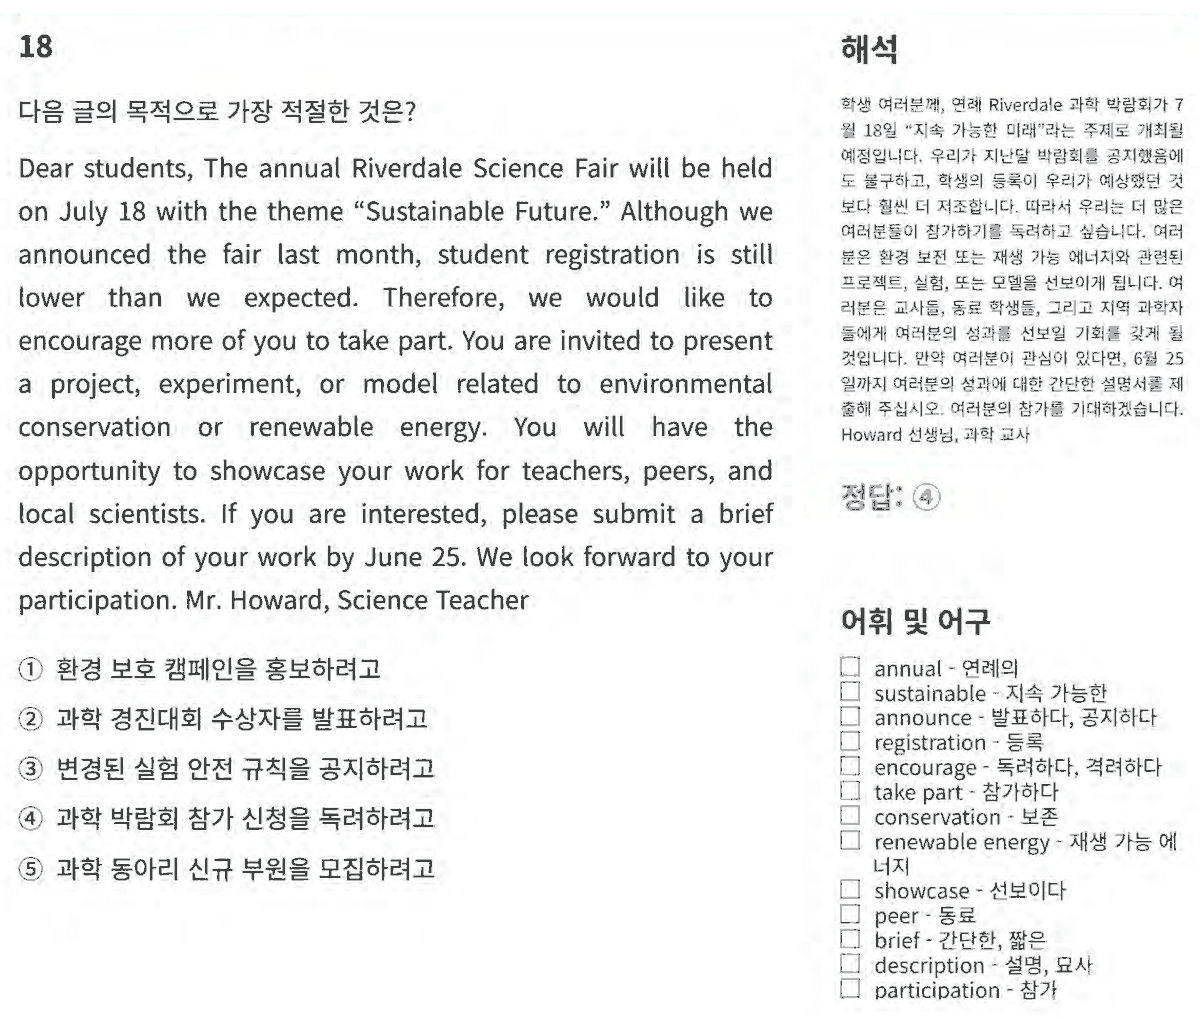 18
다음 글의 목적으로 가장 적절한 것은?
Dear students, The annual Riverdale Science Fair will be held
on July 18 with the theme “Sustainable Future.” Although we
announced the fair last month, student registration is still
lower than we expected. Therefore, we would like to
encourage more of you to take part. You are invited to present
a project, experiment, or model related to environmental
conservation or renewable energy. You will have the
opportunity to showcase your work for teachers, peers, and
local scientists. If you are interested, please submit a brief
description of your work by June 25. We look forward to your
participation. Mr. Howard, Science Teacher
① 환경 보호 캠페인을 홍보하려고
② 과학 경진대회 수상자를 발표하려고
③ 변경된 실험 안전 규칙을 공지하려고
④ 과학 박람회 참가 신청을 독려하려고
⑤ 과학 동아리 신규 부원을 모집하려고
해석
학생 여러분께, 연례 Riverdale 과학 박람회가 7
월 18일 “지속 가능한 미래”라는 주제로 개최될
예정입니다. 우리가 지난달 박람회를 공지했음에
도 불구하고, 학생의 등록이 우리가 예상했던 것
보다 훨씬 더 저조합니다. 따라서 우리는 더 많은
여러분들이 참가하기를 독려하고 싶습니다. 여러
분은 환경 보전 또는 재생 가능 에너지와 관련된
프로젝트, 실험, 또는 모델을 선보이게 됩니다. 여
러분은 교사들, 동료 학생들, 그리고 지역 과학자
들에게 여러분의 성과를 선보일 기회를 갖게 될
것입니다. 만약 여러분이 관심이 있다면, 6월 25
일까지 여러분의 성과에 대한 간단한 설명서를 제
출해 주십시오. 여러분의 참가를 기대하겠습니다.
Howard 선생님, 과학 교사
정답: ④
어휘 및 어구
□ annual - 연례의
□ sustainable - 지속 가능한
□ announce - 발표하다, 공지하다
□ registration - 등록
□ encourage - 독려하다, 격려하다
□ take part - 참가하다
□ conservation - 보존
□ renewable energy - 재생 가능 에
너지
□ showcase - 선보이다
□ peer - 동료
□ brief - 간단한, 짧은
□ description - 설명, 묘사
□ participation - 참가